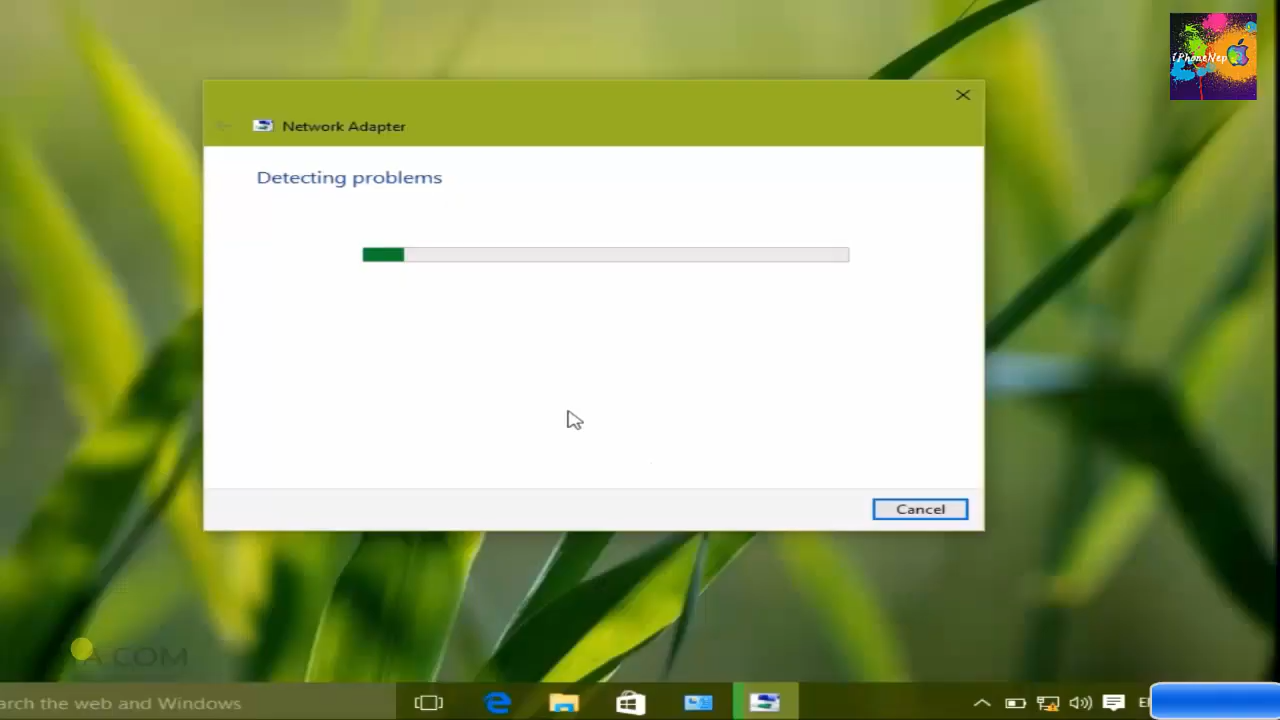 iPhoneNep
Network Adapter
Detecting problems
Cancel
A.COM
arch the web and Windows